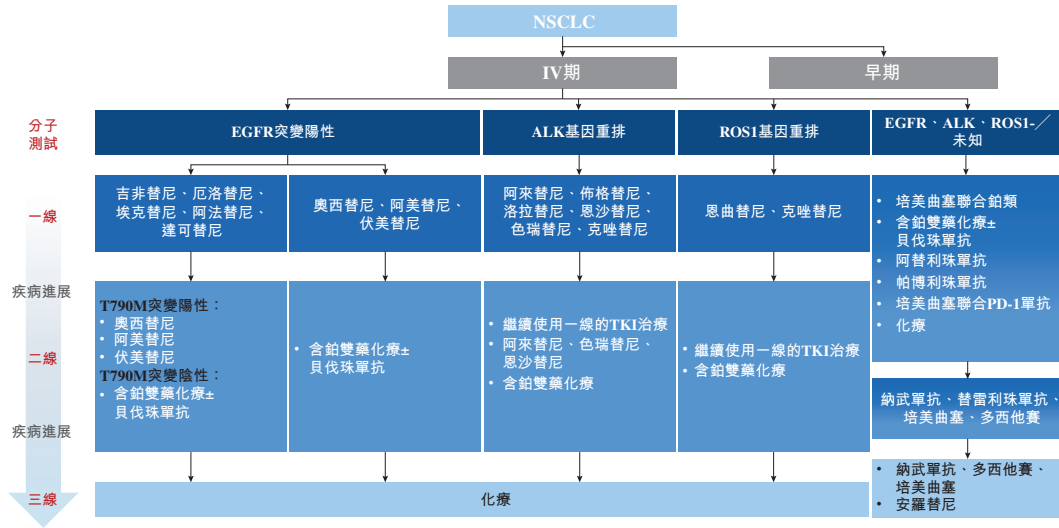 NSCLC
IV期
早期
分子
測試
EGFR突變陽性
ALK基因重排
ROS1基因重排
EGFR、ALK、ROS1-╱
未知
一線
吉非替尼、厄洛替尼、
埃克替尼、阿法替尼、
達可替尼
奧西替尼、阿美替尼、
伏美替尼
阿來替尼、佈格替尼、
洛拉替尼、恩沙替尼、
色瑞替尼、克唑替尼
恩曲替尼、克唑替尼
• 培美曲塞聯合鉑類
• 含鉑雙藥化療±
貝伐珠單抗
• 阿替利珠單抗
• 帕博利珠單抗
• 培美曲塞聯合PD-1單抗
• 化療
疾病進展
二線
T790M突變陽性：
• 奧西替尼
• 阿美替尼
• 伏美替尼
T790M突變陰性：
• 含鉑雙藥化療±
貝伐珠單抗
• 含鉑雙藥化療±
貝伐珠單抗
• 繼續使用一線的TKI治療
• 阿來替尼、色瑞替尼、
恩沙替尼
• 含鉑雙藥化療
• 繼續使用一線的TKI治療
• 含鉑雙藥化療
納武單抗、替雷利珠單抗、
培美曲塞、多西他賽
疾病進展
三線
化療
• 納武單抗、多西他賽、
培美曲塞
• 安羅替尼